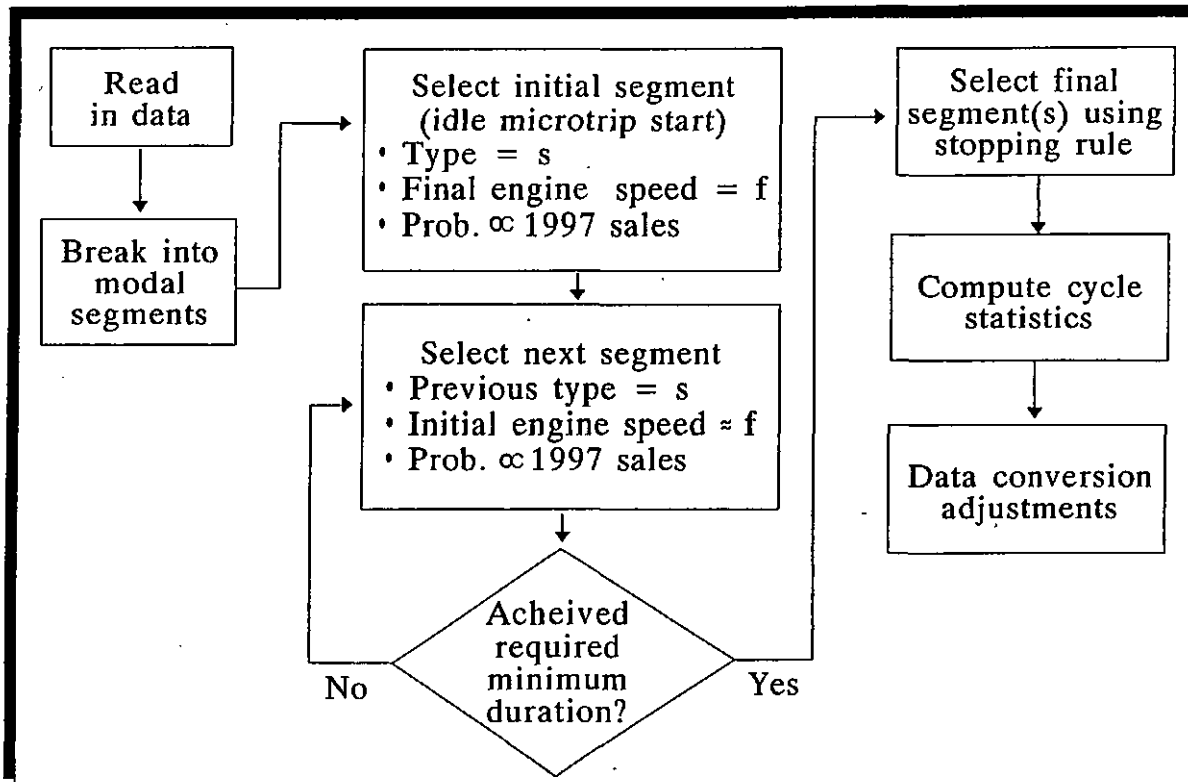 Read
in data
Break into
modal
segments
Select initial segment
(idle microtrip start)
• Type = s
• Final engine speed = f
• Prob. ∝ 1997 sales
Select next segment
• Previous type = s
• Initial engine speed ≈ f
• Prob. ∝ 1997 sales
Acheived
required
minimum
duration?
No
Yes
Select final
segment(s) using
stopping rule
Compute cycle
statistics
Data conversion
adjustments